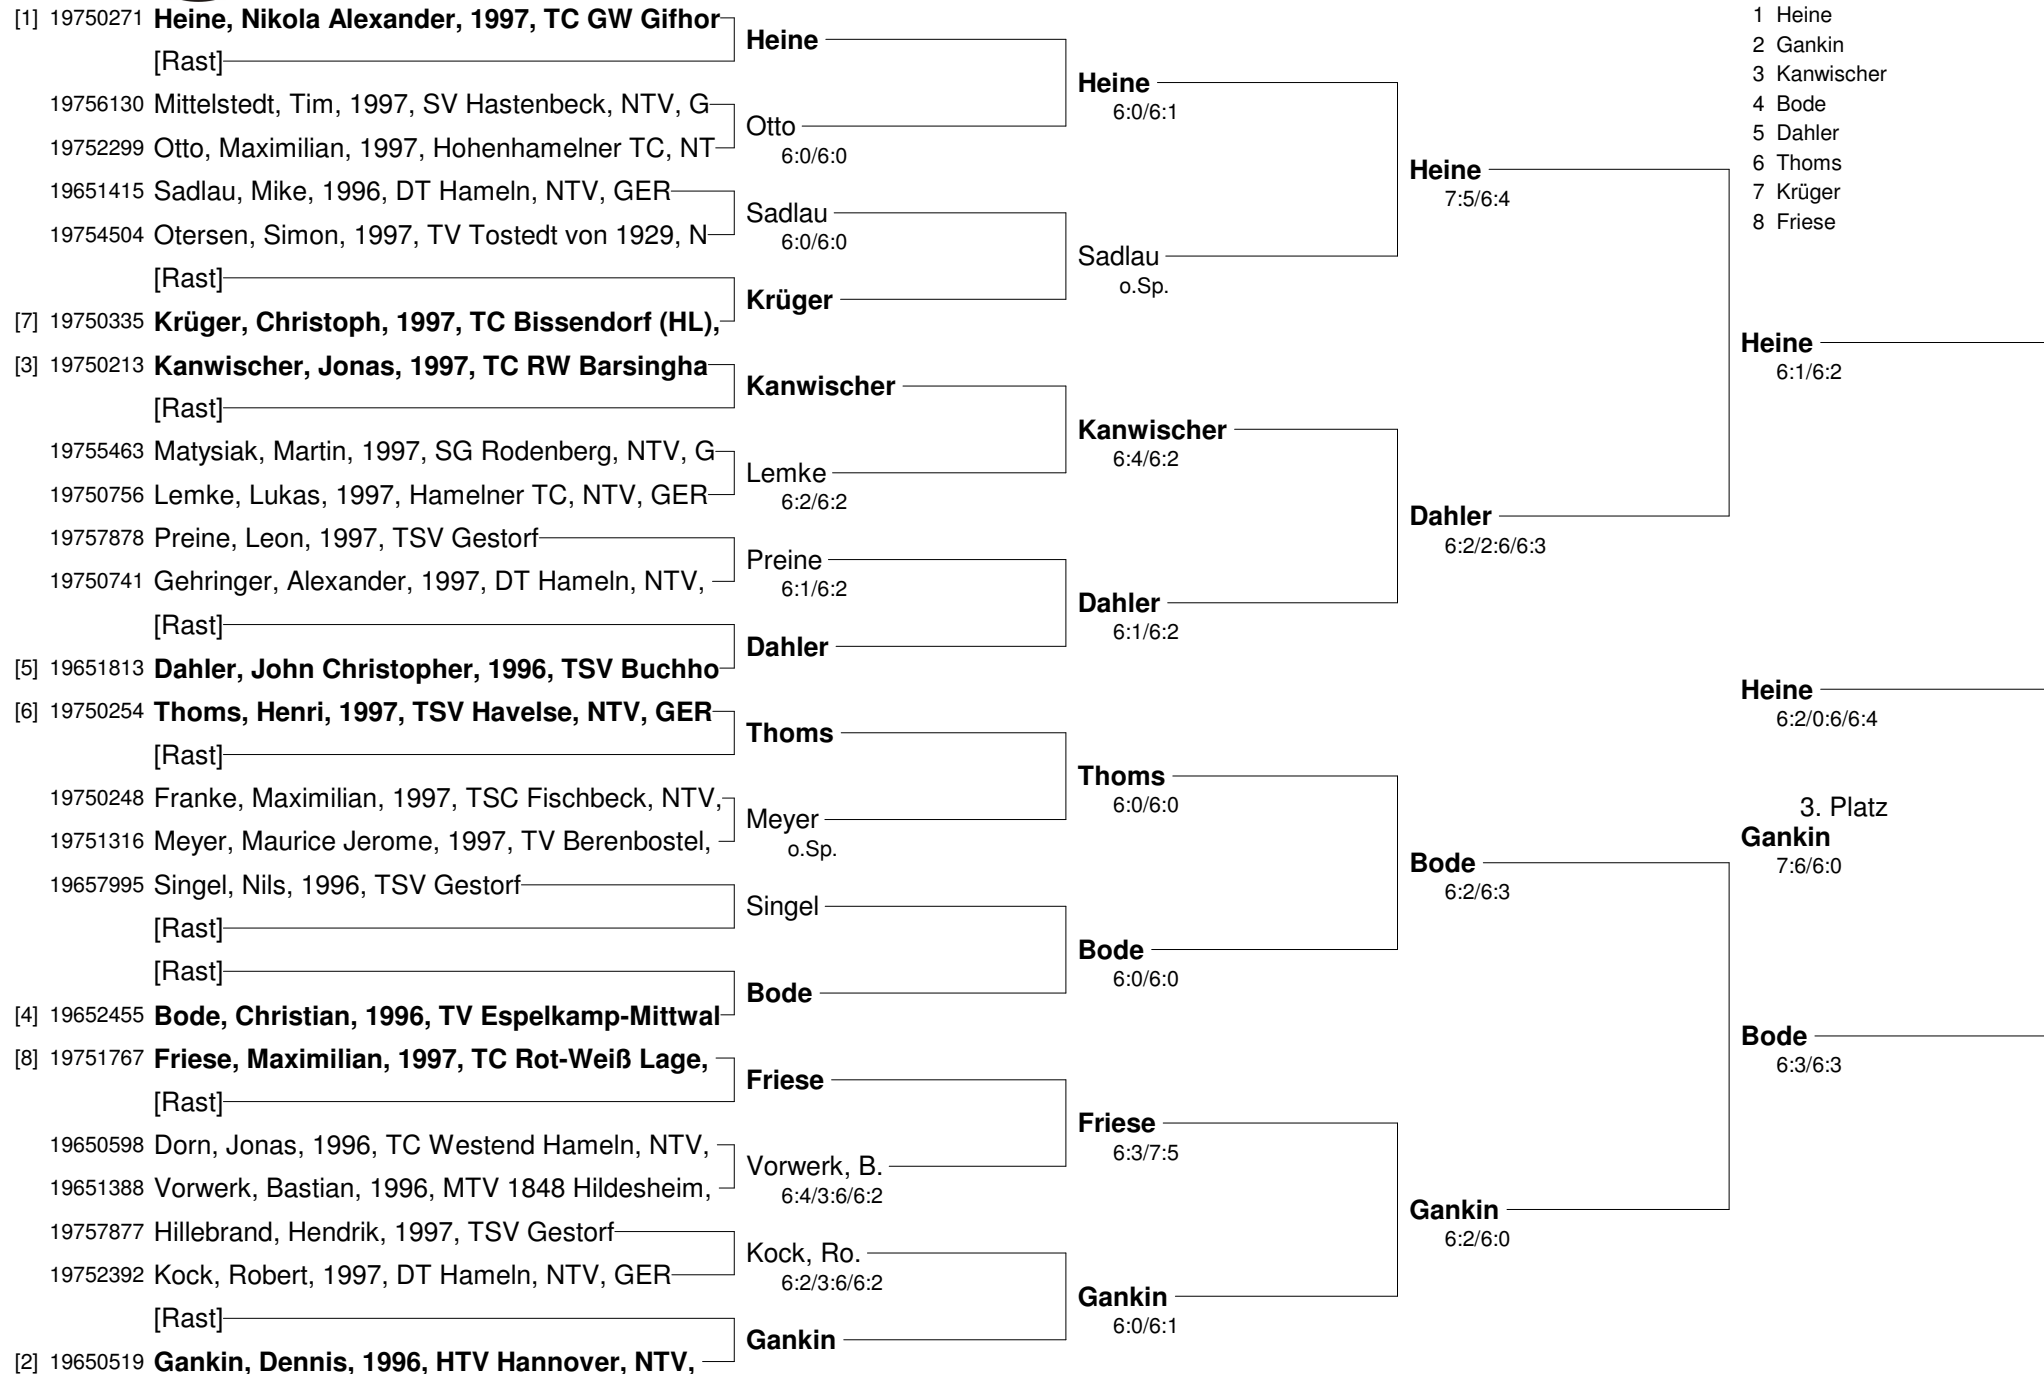 [1] 19750271 Heine, Nikola Alexander, 1997, TC GW Gifhor
[Rast]
19756130 Mittelstedt, Tim, 1997, SV Hastenbeck, NTV, G
19752299 Otto, Maximilian, 1997, Hohenhamelner TC, NT
19651415 Sadlau, Mike, 1996, DT Hameln, NTV, GER
19754504 Otersen, Simon, 1997, TV Tostedt von 1929, N
[Rast]
[7] 19750335 Krüger, Christoph, 1997, TC Bissendorf (HL),
[3] 19750213 Kanwischer, Jonas, 1997, TC RW Barsingha
[Rast]
19755463 Matysiak, Martin, 1997, SG Rodenberg, NTV, G
19750756 Lemke, Lukas, 1997, Hamelner TC, NTV, GER
19757878 Preine, Leon, 1997, TSV Gestorf
19750741 Gehringer, Alexander, 1997, DT Hameln, NTV,
[Rast]
[5] 19651813 Dahler, John Christopher, 1996, TSV Buchho
[6] 19750254 Thoms, Henri, 1997, TSV Havelse, NTV, GER
[Rast]
19750248 Franke, Maximilian, 1997, TSC Fischbeck, NTV,
19751316 Meyer, Maurice Jerome, 1997, TV Berenbostel,
19657995 Singel, Nils, 1996, TSV Gestorf
[Rast]
[Rast]
[4] 19652455 Bode, Christian, 1996, TV Espelkamp-Mittwal
[8] 19751767 Friese, Maximilian, 1997, TC Rot-Weiß Lage,
[Rast]
19650598 Dorn, Jonas, 1996, TC Westend Hameln, NTV,
19651388 Vorwerk, Bastian, 1996, MTV 1848 Hildesheim,
19757877 Hillebrand, Hendrik, 1997, TSV Gestorf
19752392 Kock, Robert, 1997, DT Hameln, NTV, GER
[Rast]
[2] 19650519 Gankin, Dennis, 1996, HTV Hannover, NTV,
Heine
Otto
6:0/6:0
Sadlau
6:0/6:0
Krüger
Kanwischer
Lemke
6:2/6:2
Preine
6:1/6:2
Dahler
Thoms
Meyer
o.Sp.
Singel
Bode
Friese
Vorwerk, B.
6:4/3:6/6:2
Kock, Ro.
6:2/3:6/6:2
Gankin
Heine
6:0/6:1
Sadlau
o.Sp.
Kanwischer
6:4/6:2
Dahler
6:1/6:2
Thoms
6:0/6:0
Bode
6:0/6:0
Friese
6:3/7:5
Gankin
6:0/6:1
Heine
7:5/6:4
Dahler
6:2/2:6/6:3
Bode
6:2/6:3
Gankin
6:2/6:0
1 Heine
2 Gankin
3 Kanwischer
4 Bode
5 Dahler
6 Thoms
7 Krüger
8 Friese
Heine
6:1/6:2
Heine
6:2/0:6/6:4
3. Platz
Gankin
7:6/6:0
Bode
6:3/6:3